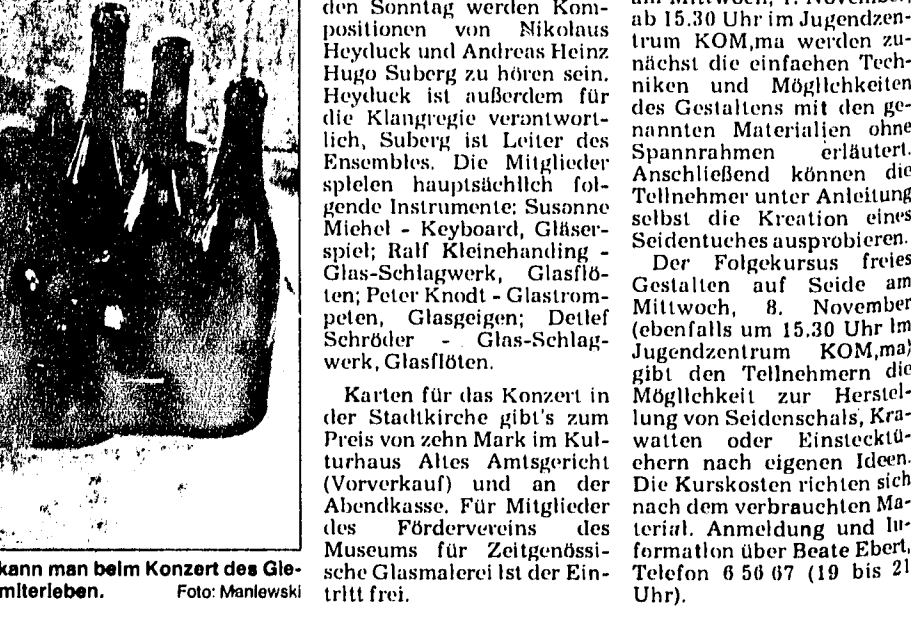 den Sonntag werden Kom-
positionen von Nikolaus
Heyduck und Andreas Heinz
Hugo Suberg zu hören sein.
Heyduck ist außerdem für
die Klangregie verantwort-
lich, Suberg ist Leiter des
Ensembles. Die Mitglieder
spielen hauptsächlich fol-
gende Instrumente: Susanne
Michel - Keyboard, Gläser-
spiel; Ralf Kleinehanding -
Glas-Schlagwerk, Glasflö-
ten; Peter Knodt - Glastrom-
peten, Glasgeigen; Detlef
Schröder - Glas-Schlag-
werk, Glasflöten.
Karten für das Konzert in
der Stadtkirche gibt's zum
Preis von zehn Mark im Kul-
turhaus Altes Amtsgericht
(Vorverkauf) und an der
Abendkasse. Für Mitglieder
des Fördervereins des
Museums für Zeitgenössi-
sche Glasmalerei ist der Ein-
tritt frei.
am Mittwoch, 1. November,
ab 15.30 Uhr im Jugendzen-
trum KOM,ma werden zu-
nächst die einfachen Tech-
niken und Möglichkeiten
des Gestaltens mit den ge-
nannten Materialien ohne
Spannrahmen erläutert.
Anschließend können die
Teilnehmer unter Anleitung
selbst die Kreation eines
Seidentuches ausprobieren.
Der Folgekursus freies
Gestalten auf Seide am
Mittwoch, 8. November
(ebenfalls um 15.30 Uhr im
Jugendzentrum KOM,ma)
gibt den Teilnehmern die
Möglichkeit zur Herstel-
lung von Seidenschals, Kra-
watten oder Einstecktü-
chern nach eigenen Ideen.
Die Kurskosten richten sich
nach dem verbrauchten Ma-
terial. Anmeldung und In-
formation über Beate Ebert,
Telefon 6 56 67 (19 bis 21
Uhr).
kann man beim Konzert des Gle-
miterleben. Foto: Maniewski